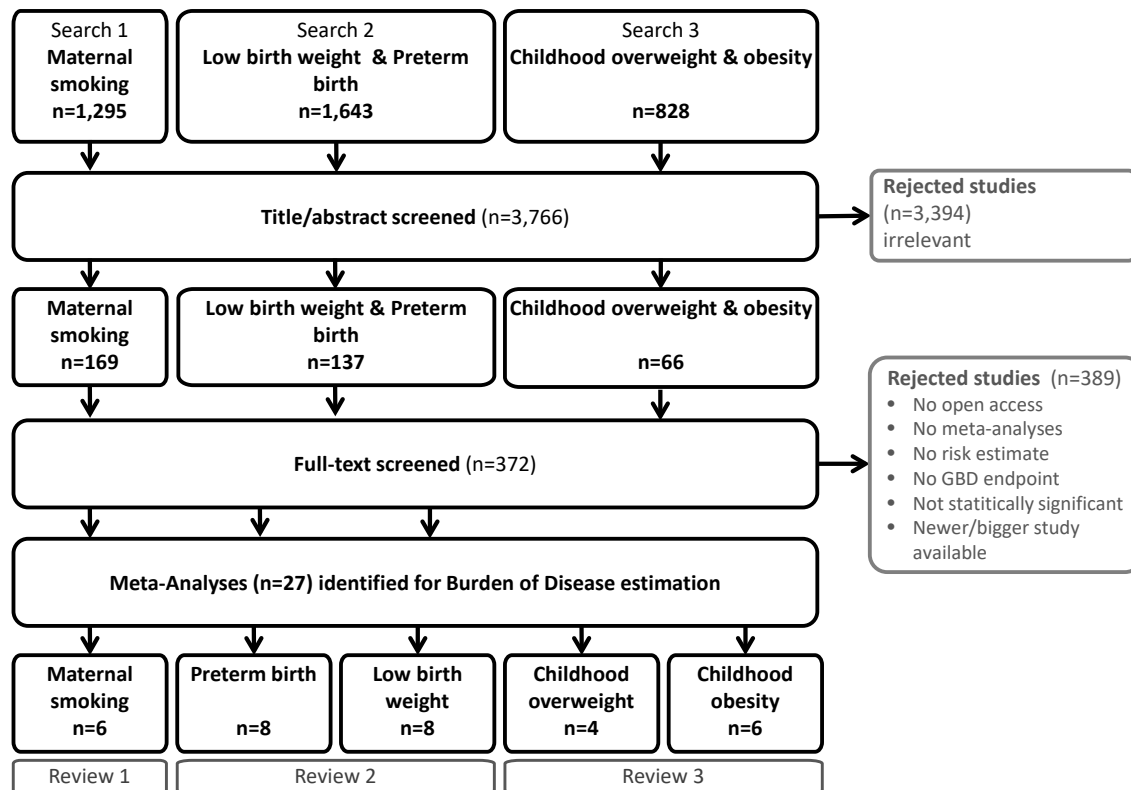 Search 1
Maternal
smoking
n=1,295
Search 2
Low birth weight & Preterm
birth
n=1,643
Search 3
Childhood overweight & obesity
n=828
Title/abstract screened (n=3,766)
Rejected studies
(n=3,394)
irrelevant
Maternal
smoking
n=169
Low birth weight & Preterm
birth
n=137
Childhood overweight & obesity
n=66
Full-text screened (n=372)
Rejected studies (n=389)
• No open access
• No meta-analyses
• No risk estimate
• No GBD endpoint
• Not statitically significant
• Newer/bigger study
available
Meta-Analyses (n=27) identified for Burden of Disease estimation
Maternal
smoking
n=6
Preterm birth
n=8
Low birth
weight
n=8
Childhood
overweight
n=4
Childhood
obesity
n=6
Review 1
Review 2
Review 3